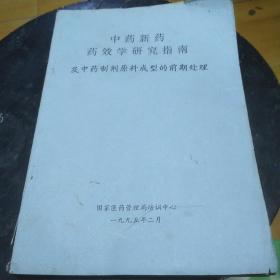 中药新药
药效学研究指南
及中药制剂原料成型的前期处理
国家医药管理局培训中心
一九九五年二月